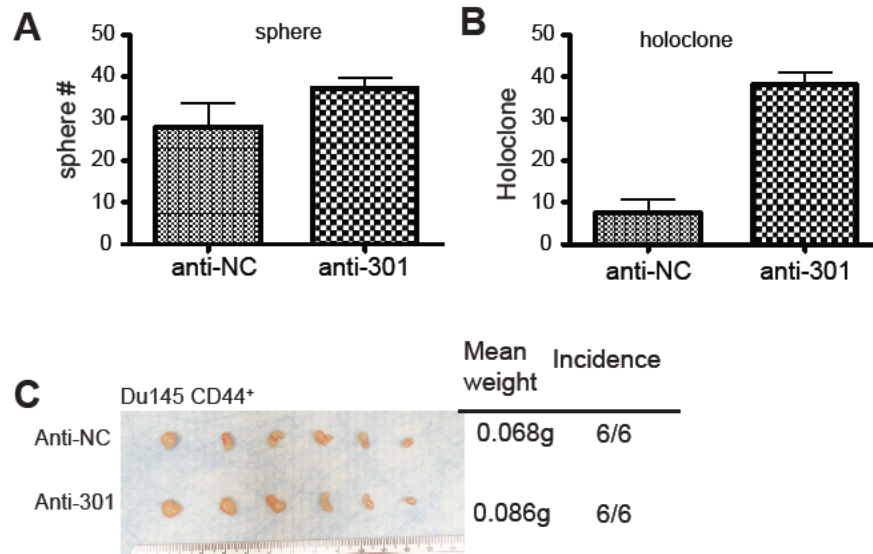 A
sphere
50
40
30
20
10
0
sphere #
anti-NC
anti-301
B
holoclone
50
40
30
20
10
0
Holoclone
anti-NC
anti-301
C
Du145 CD44⁺
Mean weight
Incidence
Anti-NC
0.068g
6/6
Anti-301
0.086g
6/6